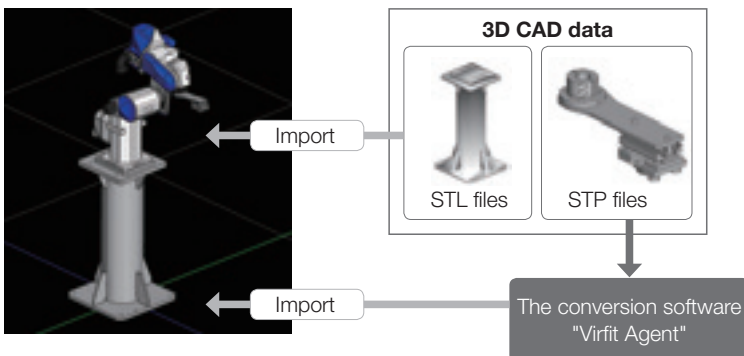 3D CAD data
STL files
STP files
Import
Import
The conversion software
"Virfit Agent"